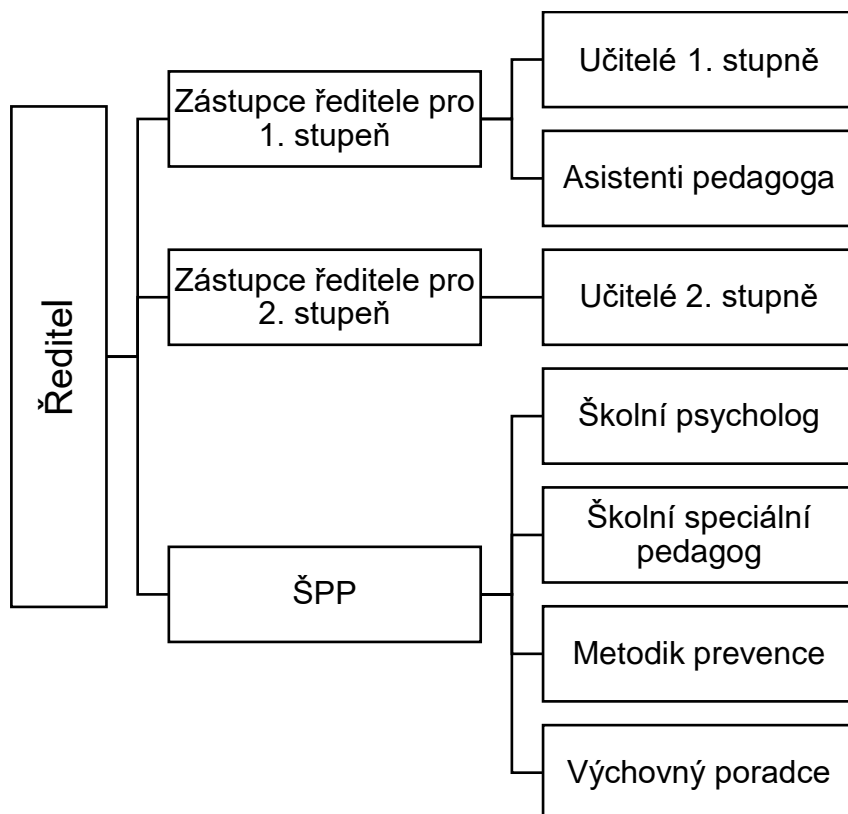 Ředitel
Zástupce ředitele pro
1. stupeň
Učitelé 1. stupně
Asistenti pedagoga
Zástupce ředitele pro
2. stupeň
Učitelé 2. stupně
ŠPP
Školní psycholog
Školní speciální
pedagog
Metodik prevence
Výchovný poradce